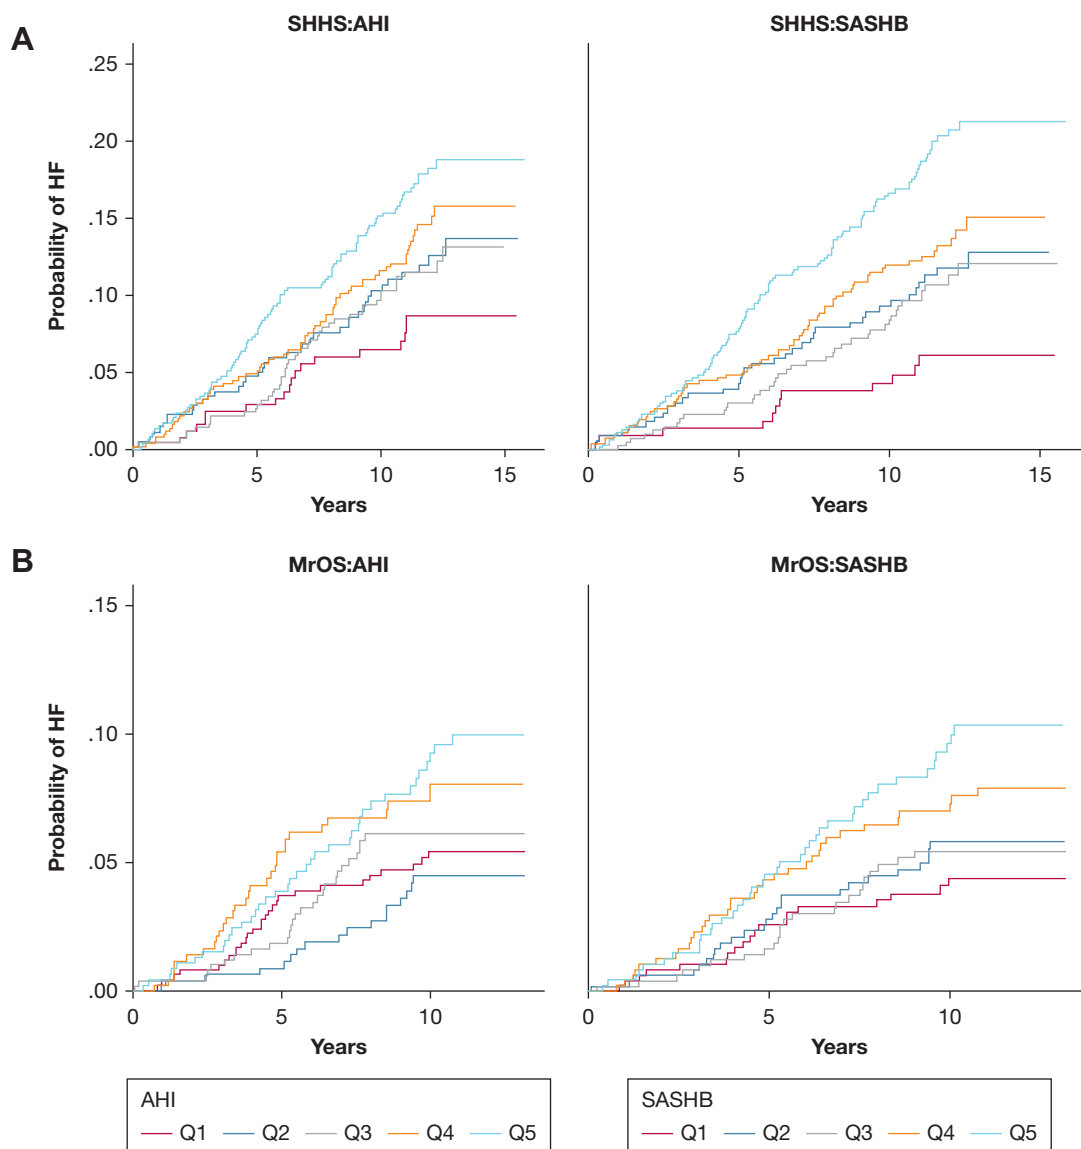 A
SHHS:AHI
SHHS:SASHB
.25
.20
.15
.10
.05
.00
Probability of HF
0 5 10 15
0 5 10 15
Years
Years
B
MrOS:AHI
MrOS:SASHB
.15
.10
.05
.00
Probability of HF
0 5 10
0 5 10
Years
Years
AHI
Q1 Q2 Q3 Q4 Q5
SASHB
Q1 Q2 Q3 Q4 Q5